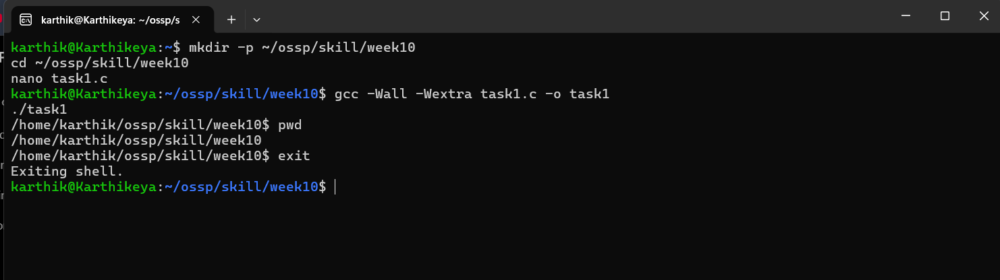 karthik@Karthikeya: ~/ossp/s
karthik@Karthikeya:~$ mkdir -p ~/ossp/skill/week10
cd ~/ossp/skill/week10
nano task1.c
karthik@Karthikeya:~/ossp/skill/week10$ gcc -Wall -Wextra task1.c -o task1
./task1
/home/karthik/ossp/skill/week10$ pwd
/home/karthik/ossp/skill/week10
/home/karthik/ossp/skill/week10$ exit
Exiting shell.
karthik@Karthikeya:~/ossp/skill/week10$